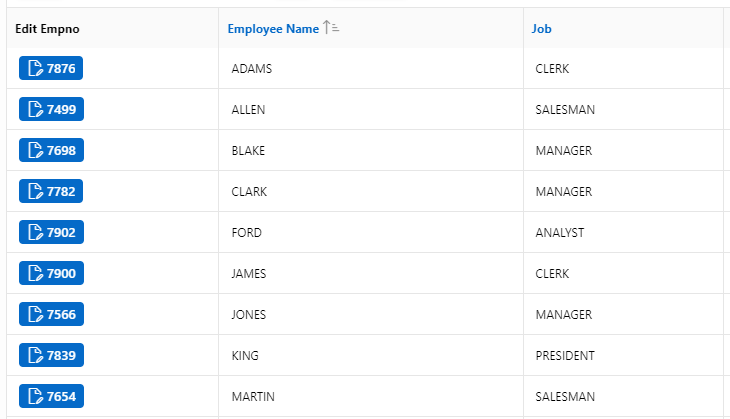 Edit Empno Employee Name Job
7876 ADAMS CLERK
7499 ALLEN SALESMAN
7698 BLAKE MANAGER
7782 CLARK MANAGER
7902 FORD ANALYST
7900 JAMES CLERK
7566 JONES MANAGER
7839 KING PRESIDENT
7654 MARTIN SALESMAN